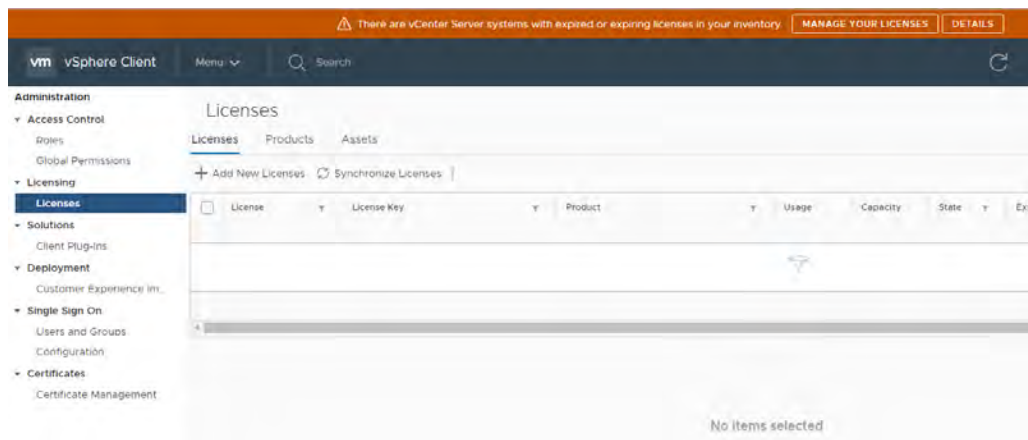 There are vCenter Server systems with expired or expiring licenses in your inventory MANAGE YOUR LICENSES DETAILS
vm vSphere Client Menu Search
Administration
Access Control
Roles
Global Permissions
Licensing
Licenses
Solutions
Client Plug-Ins
Deployment
Customer Experience Im...
Single Sign On
Users and Groups
Configuration
Certificates
Certificate Management
Licenses
Licenses Products Assets
Add New Licenses Synchronize Licenses
License License Key Product Usage Capacity State Ex
No items selected